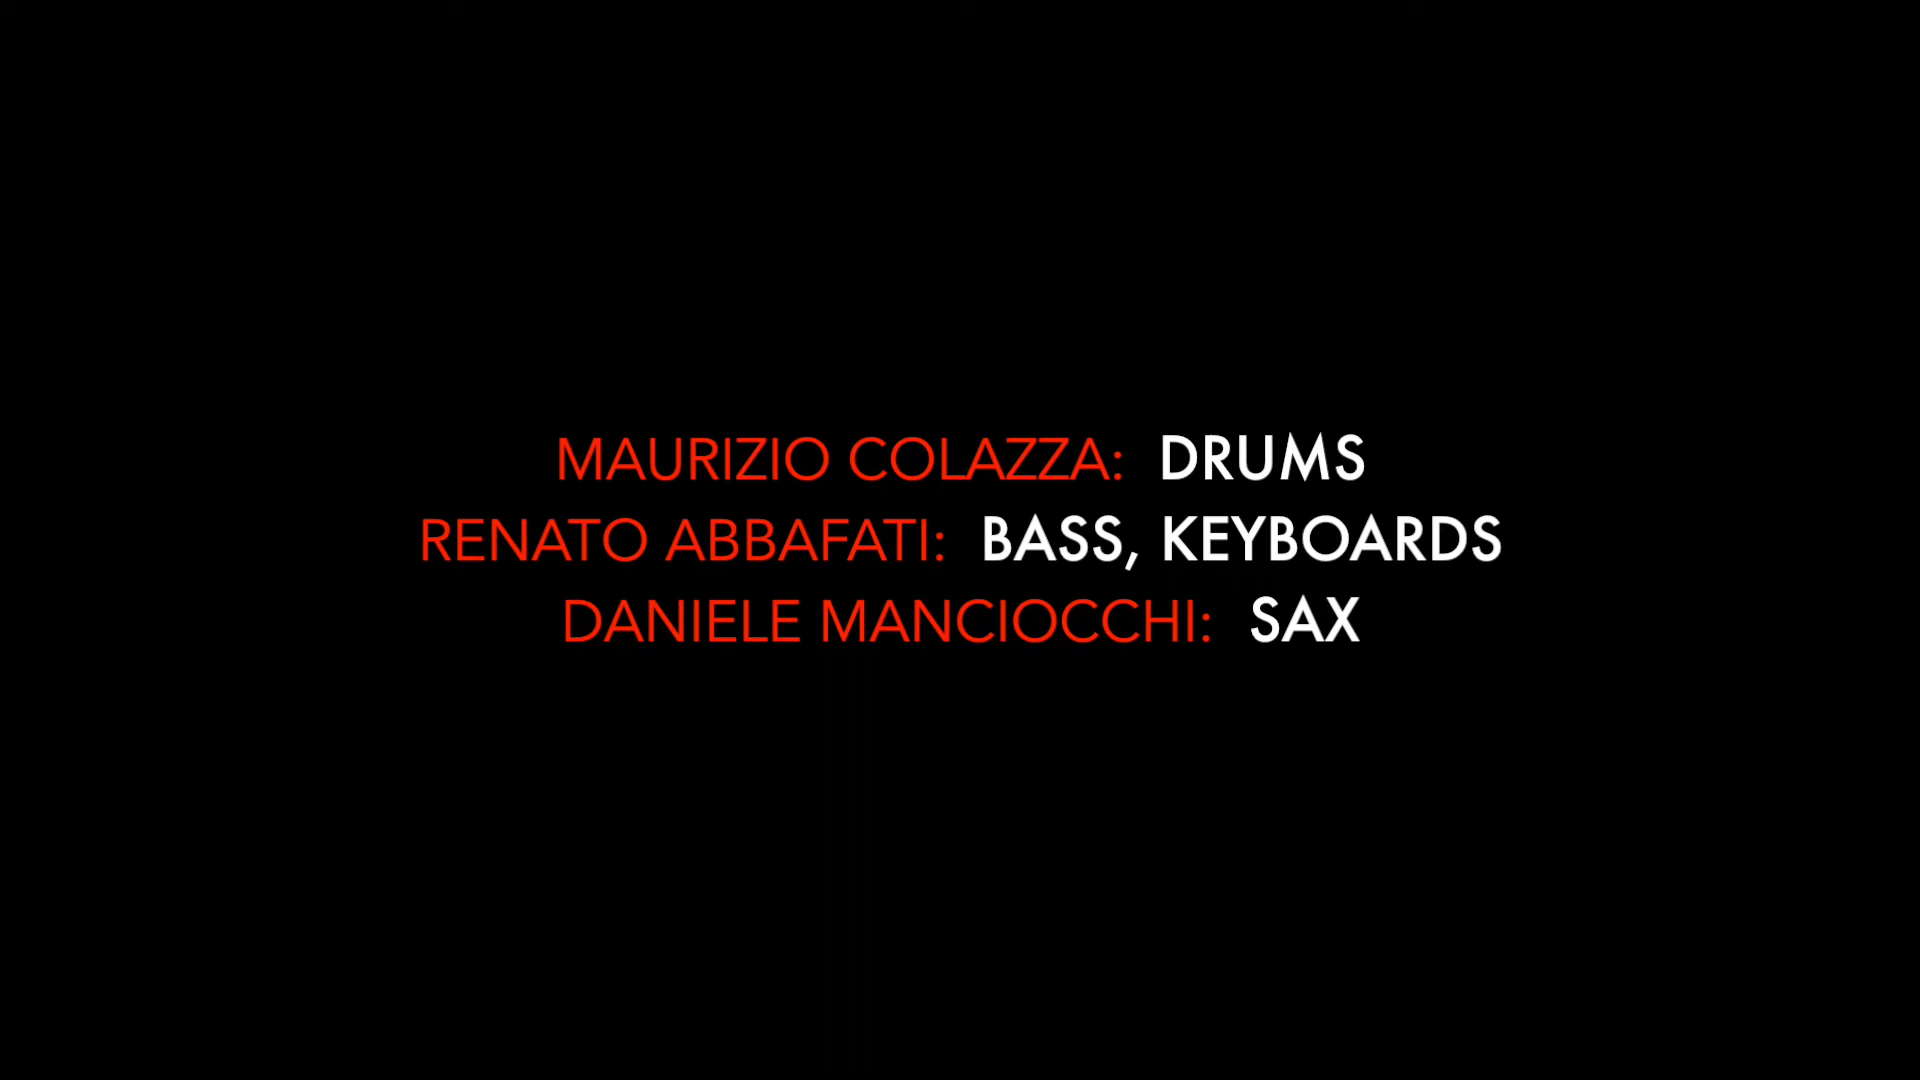 MAURIZIO COLAZZA: DRUMS
RENATO ABBAFATI: BASS, KEYBOARDS
DANIELE MANCIOCCHI: SAX